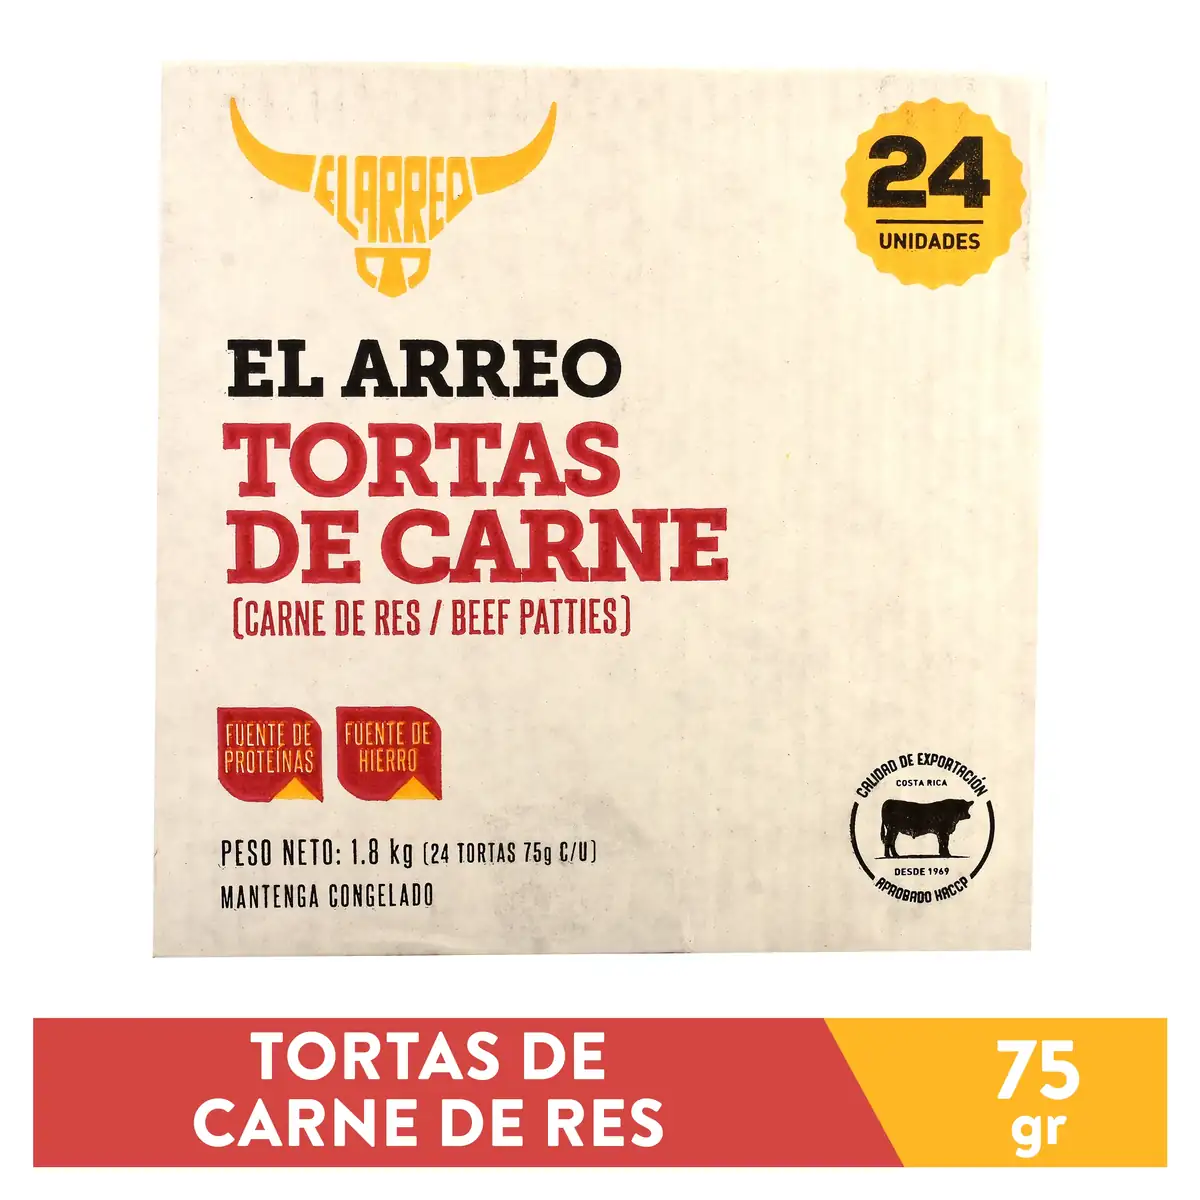 EL ARREO
24
UNIDADES
EL ARREO
TORTAS
DE CARNE
(CARNE DE RES / BEEF PATTIES)
FUENTE DE
PROTEÍNAS
FUENTE DE
HIERRO
CALIDAD DE EXPORTACIÓN
COSTA RICA
DESDE 1969
APROBADO HACCP
PESO NETO: 1.8 kg (24 TORTAS 75g C/U)
MANTENGA CONGELADO
TORTAS DE
CARNE DE RES
75
gr